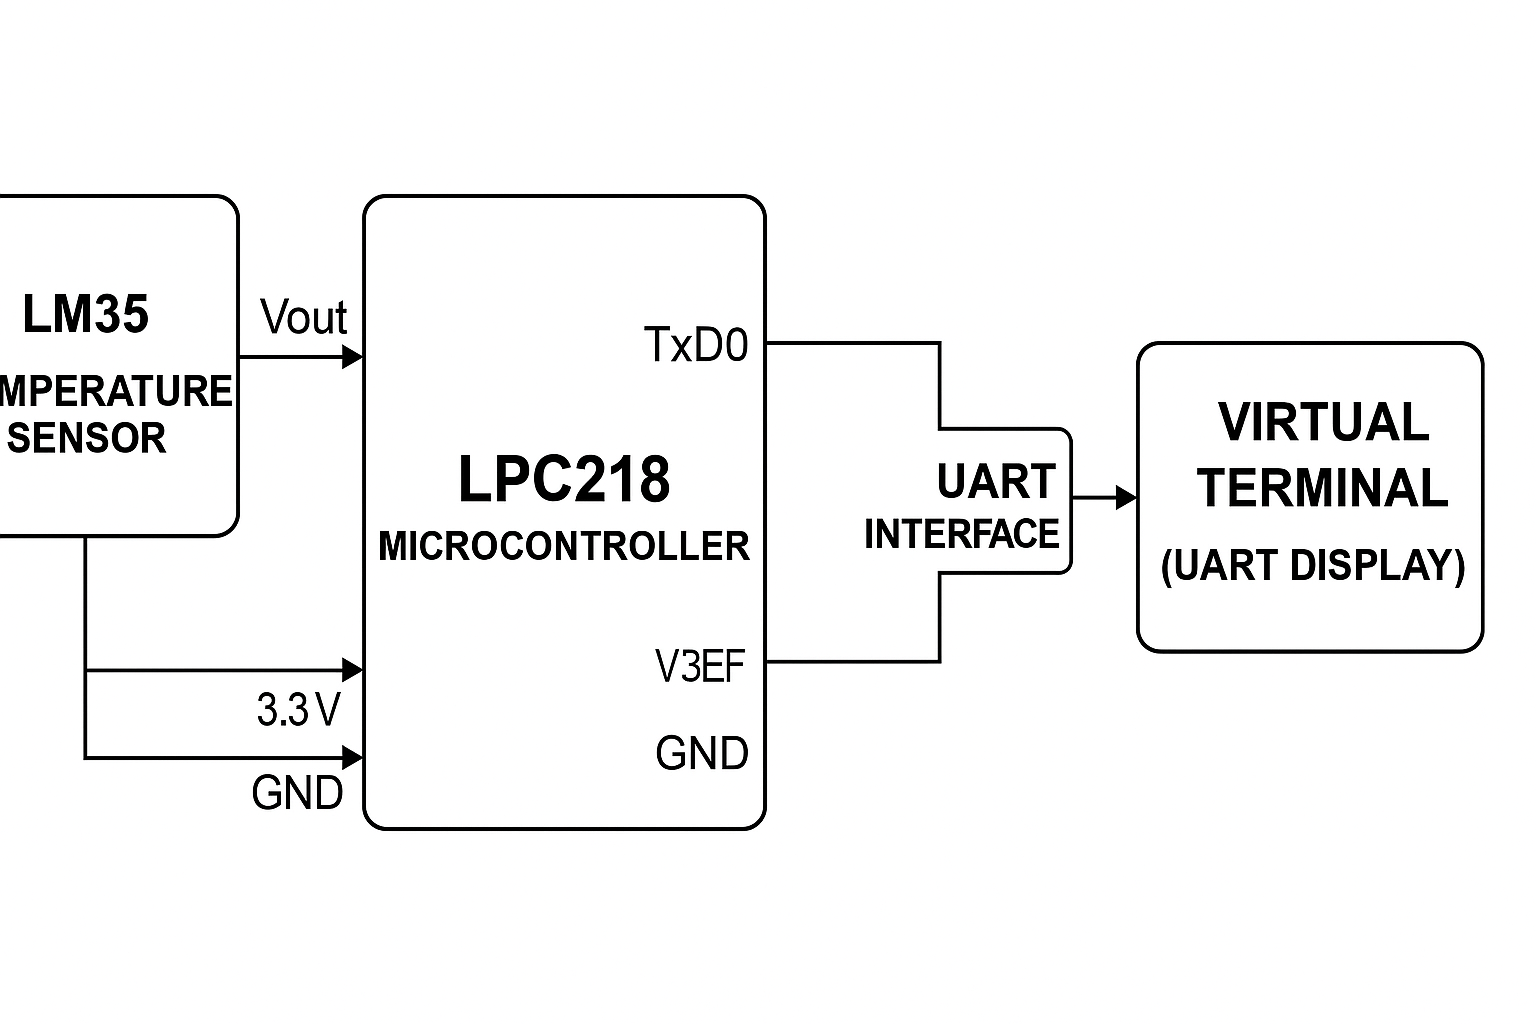 LM35
MPERATURE
SENSOR
Vout
3.3 V
GND
LPC218
MICROCONTROLLER
TxD0
V3EF
GND
UART
INTERFACE
VIRTUAL
TERMINAL
(UART DISPLAY)